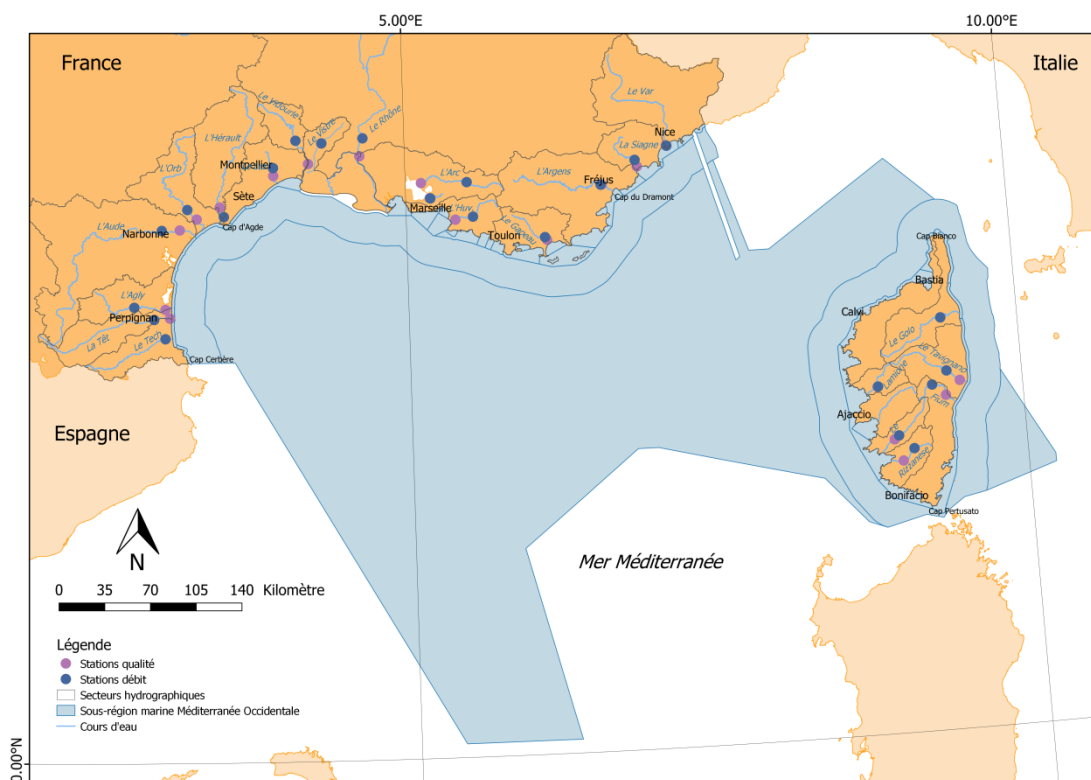 5.00°E
10.00°E
France
Italie
Le Vidourle
Le Vistre
Le Rhône
Le Var
L'Hérault
Nice
La Siagne
Montpellier
L'Orb
L'Arc
L'Argens
Fréjus
Sète
Marseille
L'Huv
Cap du Dramont
L'Aude
Narbonne
Cap d'Agde
Le Gapeau
Toulon
Cap Bianco
Bastia
L'Agly
Calvi
Perpignan
Le Golo
La Têt
Le Tech
Cap Cerbère
Le Tavignano
Lamone
Fium
Ajaccio
Espagne
Rizzanese
Bonifacio
Cap Pertusato
N
Mer Méditerranée
0 35 70 105 140 Kilomètre
Légende
Stations qualité
Stations débit
Secteurs hydrographiques
Sous-région marine Méditerranée Occidentale
Cours d'eau
0.00°N